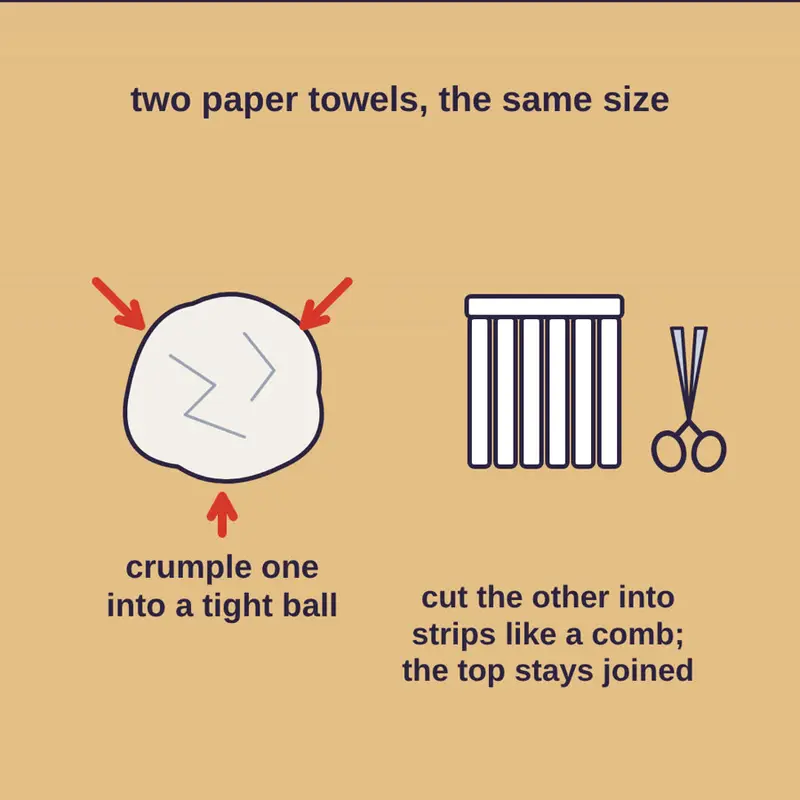 two paper towels, the same size
crumple one
into a tight ball
cut the other into
strips like a comb;
the top stays joined